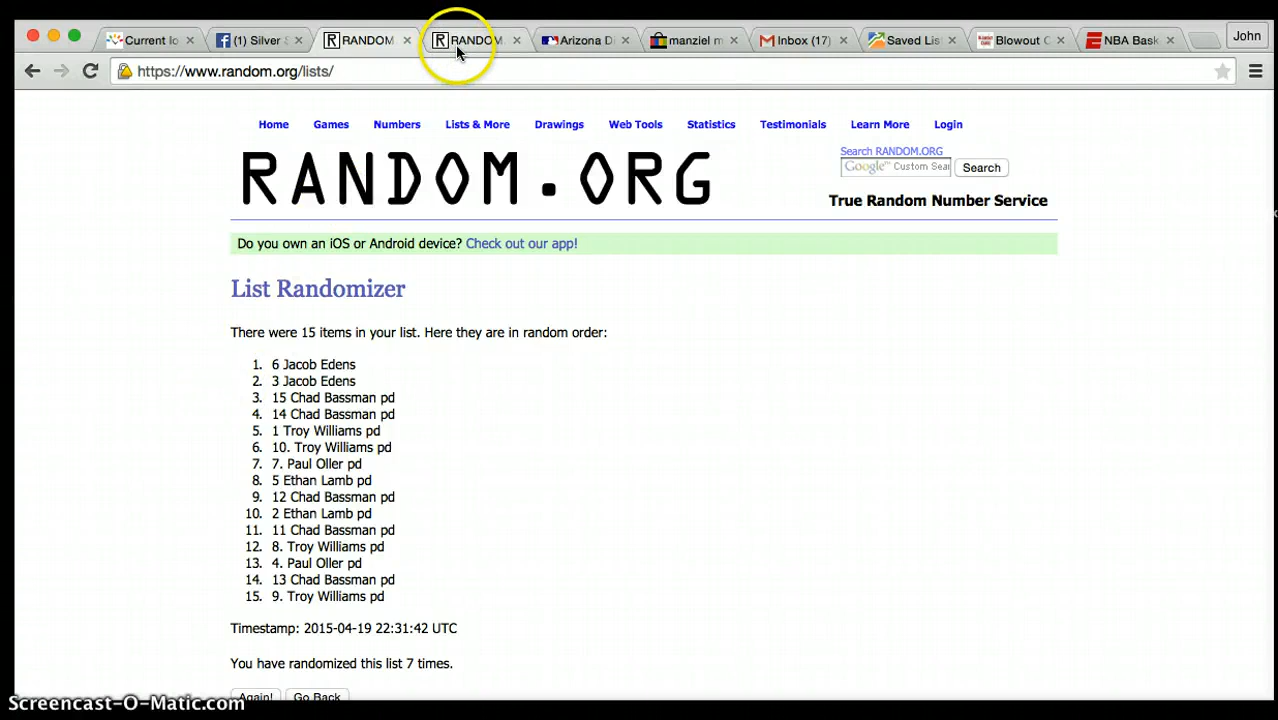 Current lo
(1) Silver S
RANDOM
RANDOM
Arizona Di
manziel m
Inbox (17)
Saved List
Blowout C
NBA Bask
John
https://www.random.org/lists/
Home Games Numbers Lists & More Drawings Web Tools Statistics Testimonials Learn More Login
Search RANDOM.ORG
Google™ Custom Sear Search
RANDOM.ORG
True Random Number Service
Do you own an iOS or Android device? Check out our app!
List Randomizer
There were 15 items in your list. Here they are in random order:
1. 6 Jacob Edens
2. 3 Jacob Edens
3. 15 Chad Bassman pd
4. 14 Chad Bassman pd
5. 1 Troy Williams pd
6. 10. Troy Williams pd
7. 7. Paul Oller pd
8. 5 Ethan Lamb pd
9. 12 Chad Bassman pd
10. 2 Ethan Lamb pd
11. 11 Chad Bassman pd
12. 8. Troy Williams pd
13. 4. Paul Oller pd
14. 13 Chad Bassman pd
15. 9. Troy Williams pd
Timestamp: 2015-04-19 22:31:42 UTC
You have randomized this list 7 times.
Again! Go Back
Screencast-O-Matic.com